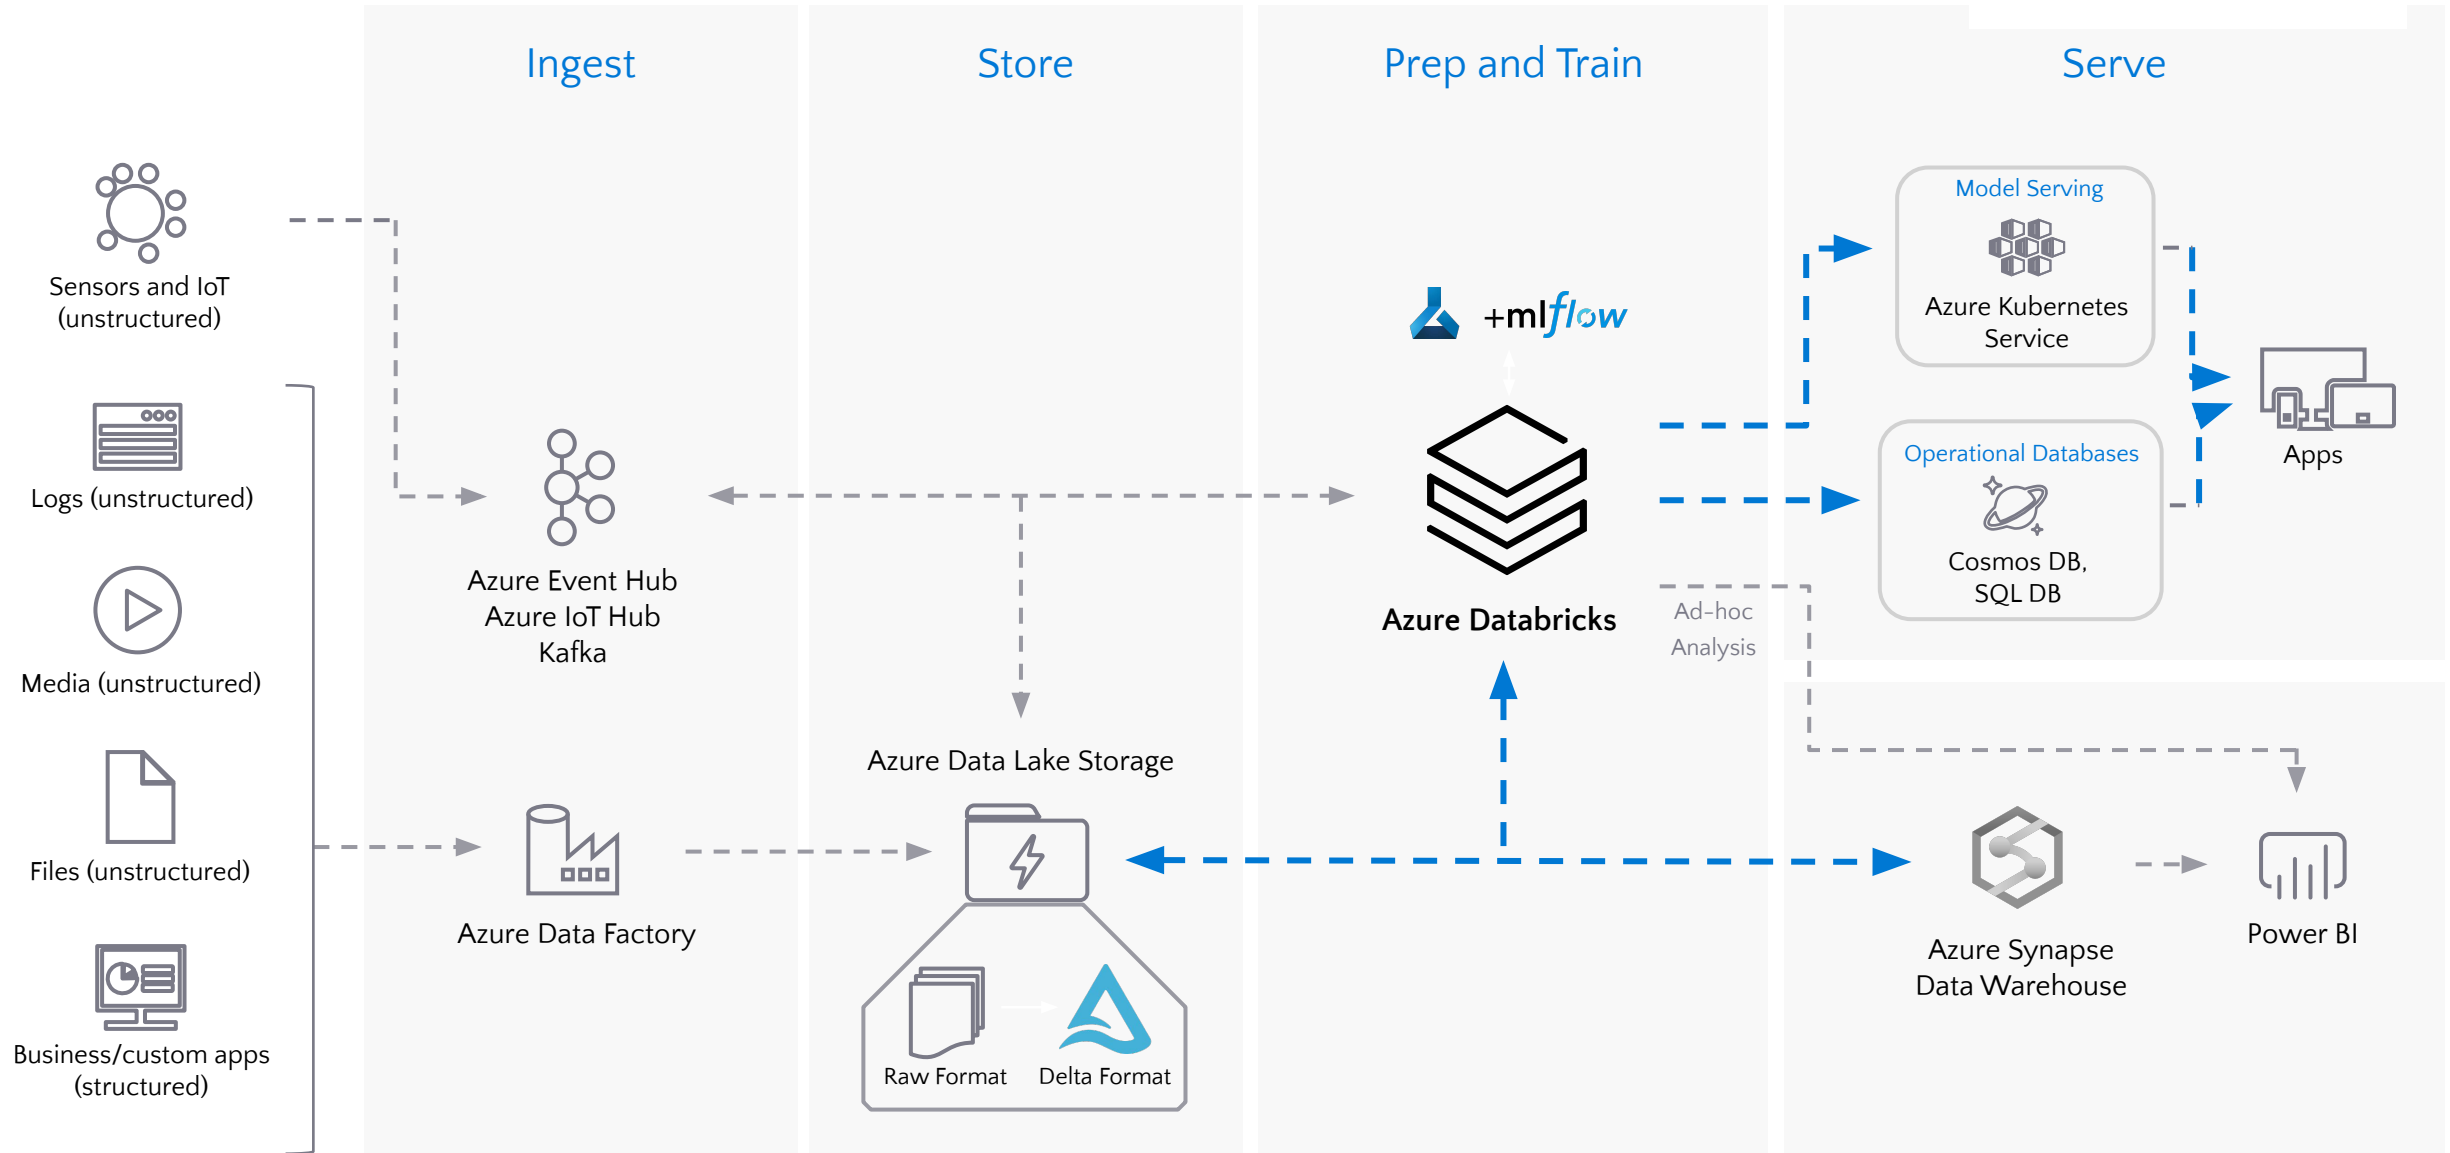 Ingest
Store
Prep and Train
Serve
Sensors and IoT
(unstructured)
Logs (unstructured)
Media (unstructured)
Files (unstructured)
Business/custom apps
(structured)
Azure Event Hub
Azure IoT Hub
Kafka
Azure Data Factory
Azure Data Lake Storage
Raw Format
Delta Format
+mlflow
Azure Databricks
Ad-hoc
Analysis
Model Serving
Azure Kubernetes
Service
Operational Databases
Cosmos DB,
SQL DB
Apps
Azure Synapse
Data Warehouse
Power BI